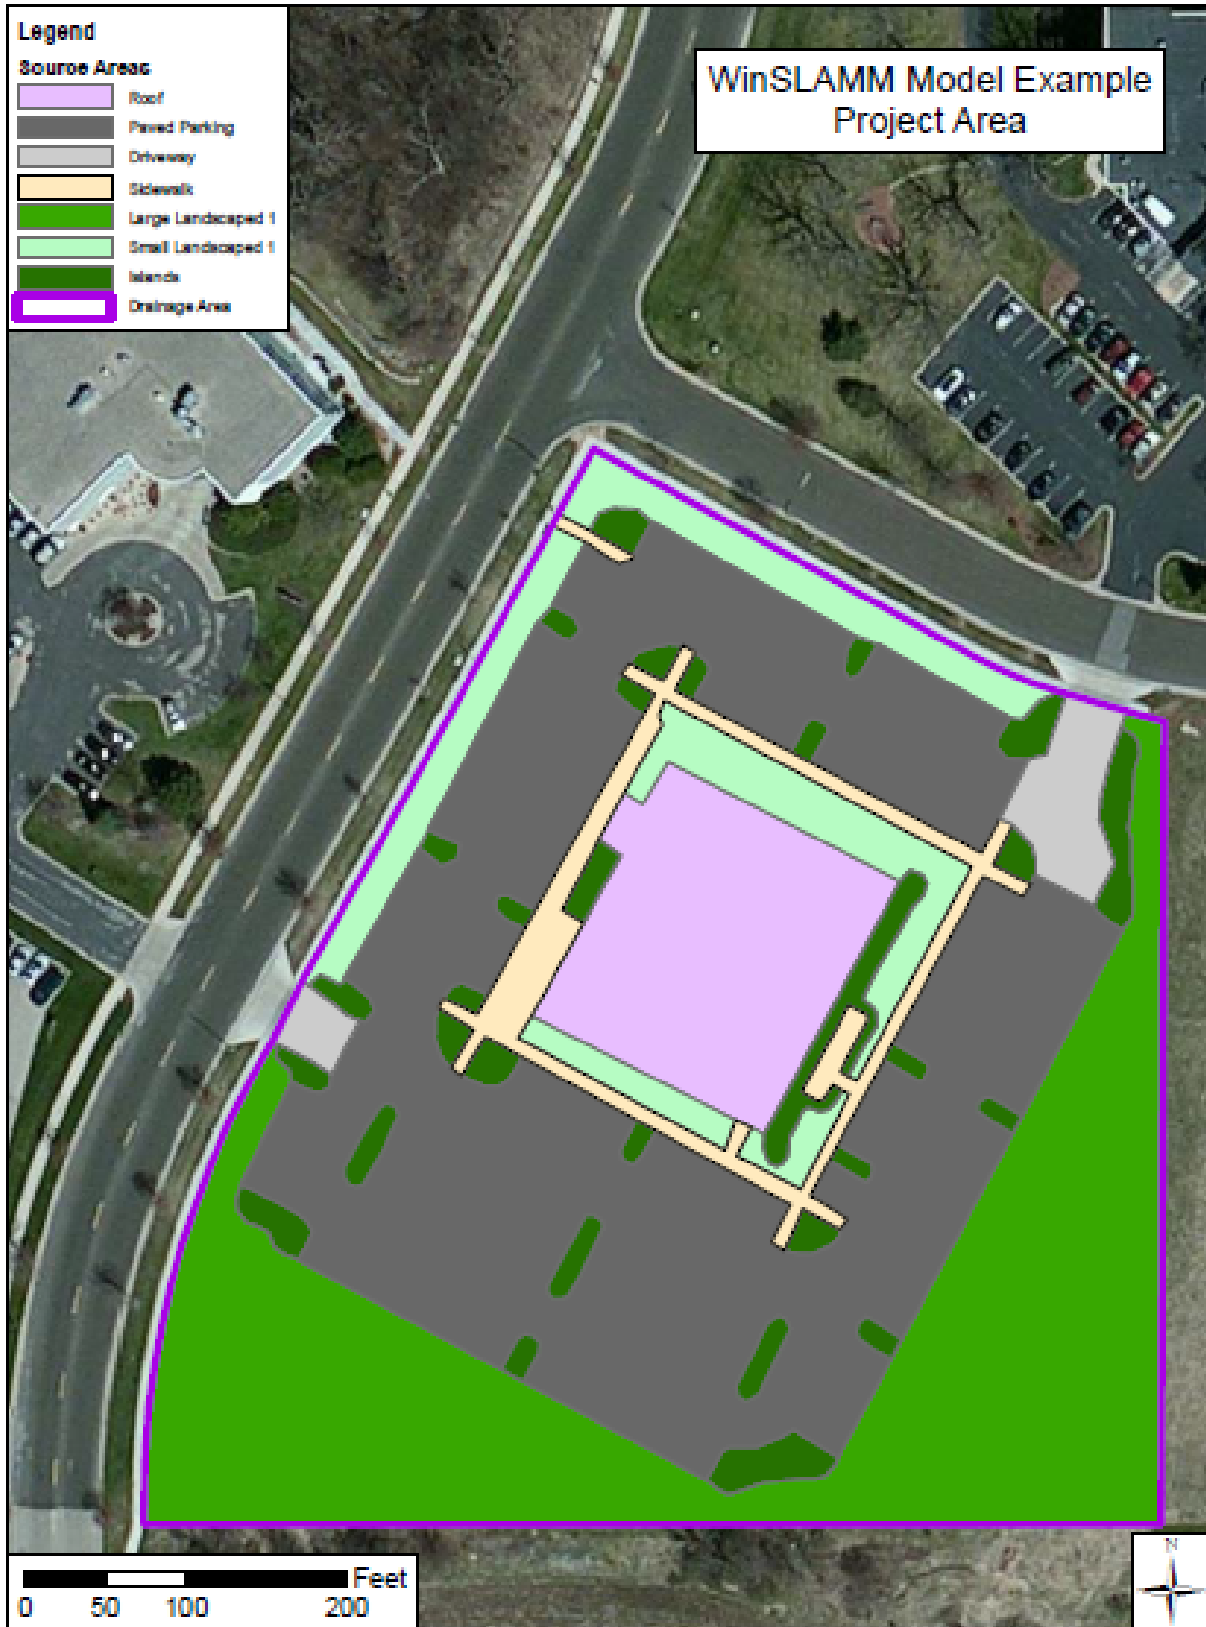 Legend
Source Areas
Roof
Paved Parking
Driveway
Sidewalk
Large Landscaped 1
Small Landscaped 1
Islands
Drainage Area
WinSLAMM Model Example
Project Area
Feet
0 50 100 200
N